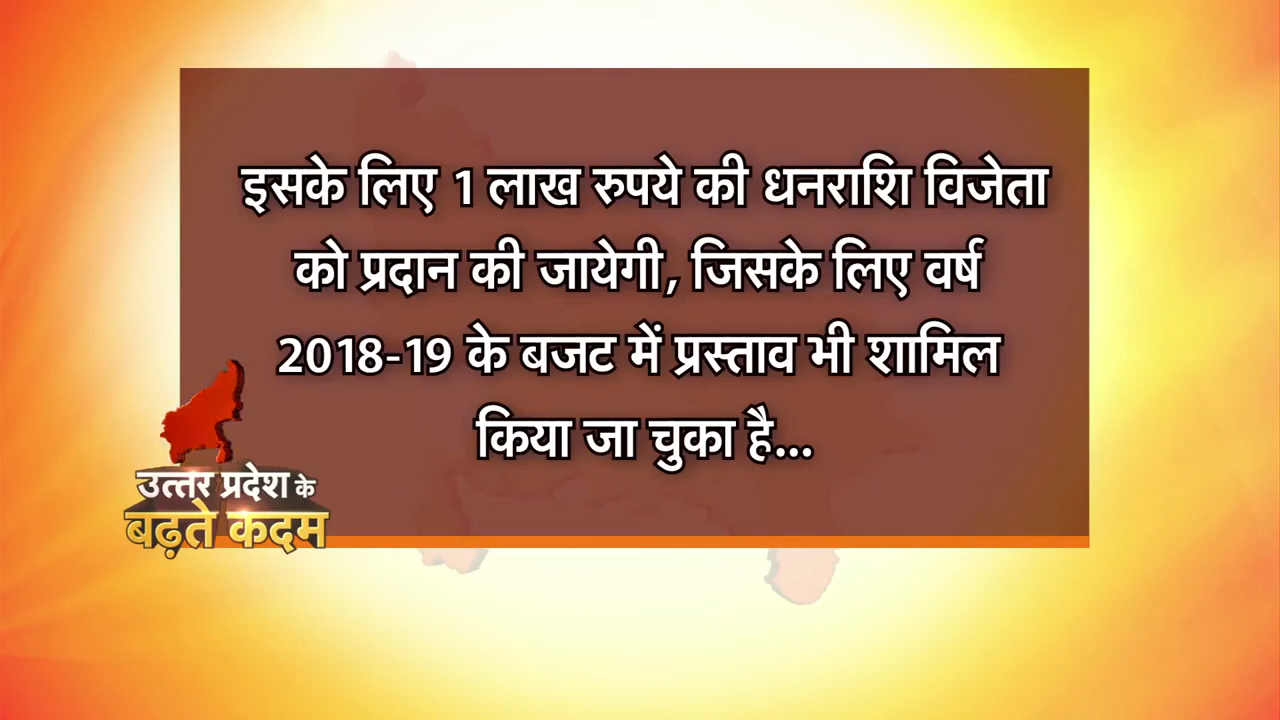 इसके लिए 1 लाख रुपये की धनराशि विजेता
को प्रदान की जायेगी, जिसके लिए वर्ष
2018-19 के बजट में प्रस्ताव भी शामिल
किया जा चुका है...
उत्तर प्रदेश के
बढ़ते कदम